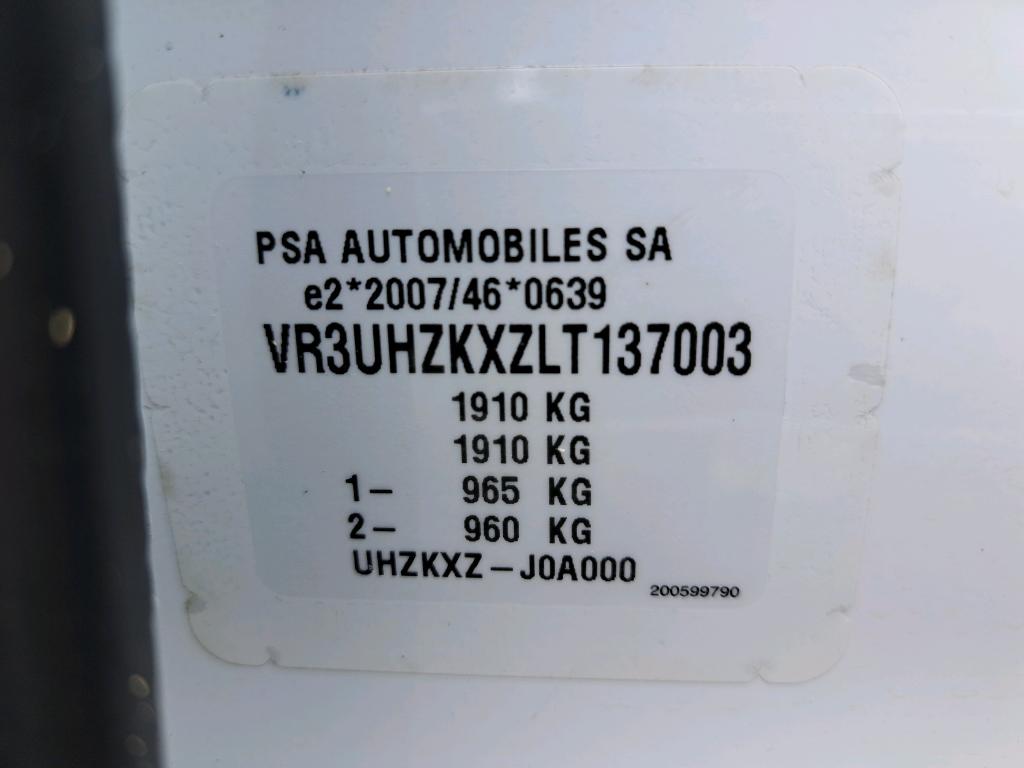 PSA AUTOMOBILES SA
e2*2007/46*0639
VR3UHZKXZLT137003
1910 KG
1910 KG
1- 965 KG
2- 960 KG
UHZKXZ-J0A000
200599790